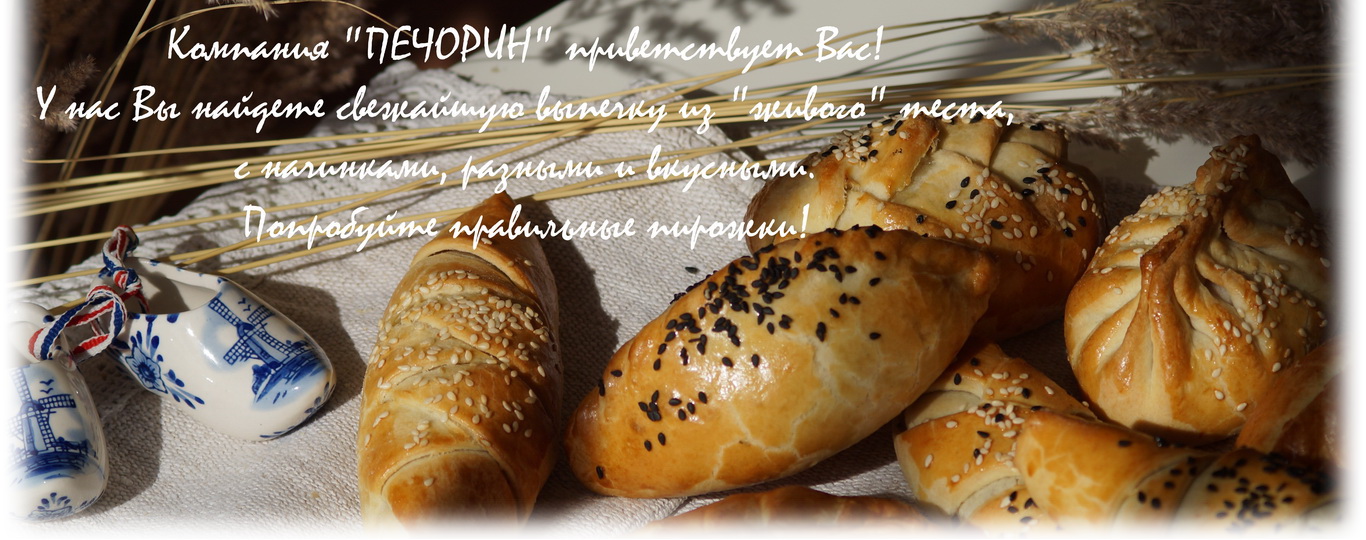 Компания "ПЕЧОРИН" приветствует Вас!
У нас Вы найдете свежайшую выпечку из "живого" теста,
с начинками, разными и вкусными.
Попробуйте правильные пирожки!